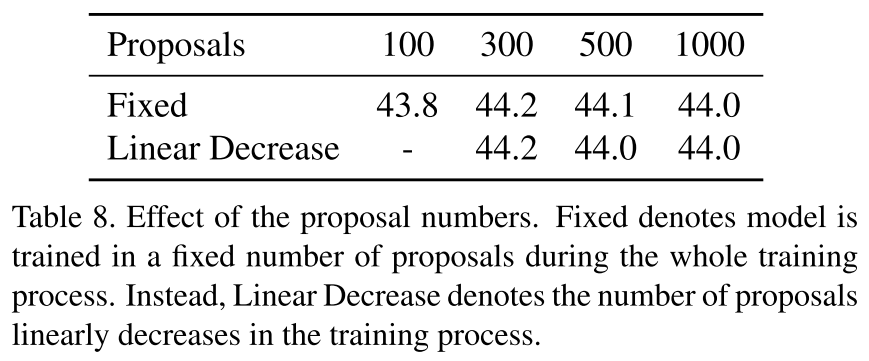 Proposals 100 300 500 1000
Fixed 43.8 44.2 44.1 44.0
Linear Decrease - 44.2 44.0 44.0
Table 8. Effect of the proposal numbers. Fixed denotes model is
trained in a fixed number of proposals during the whole training
process. Instead, Linear Decrease denotes the number of proposals
linearly decreases in the training process.